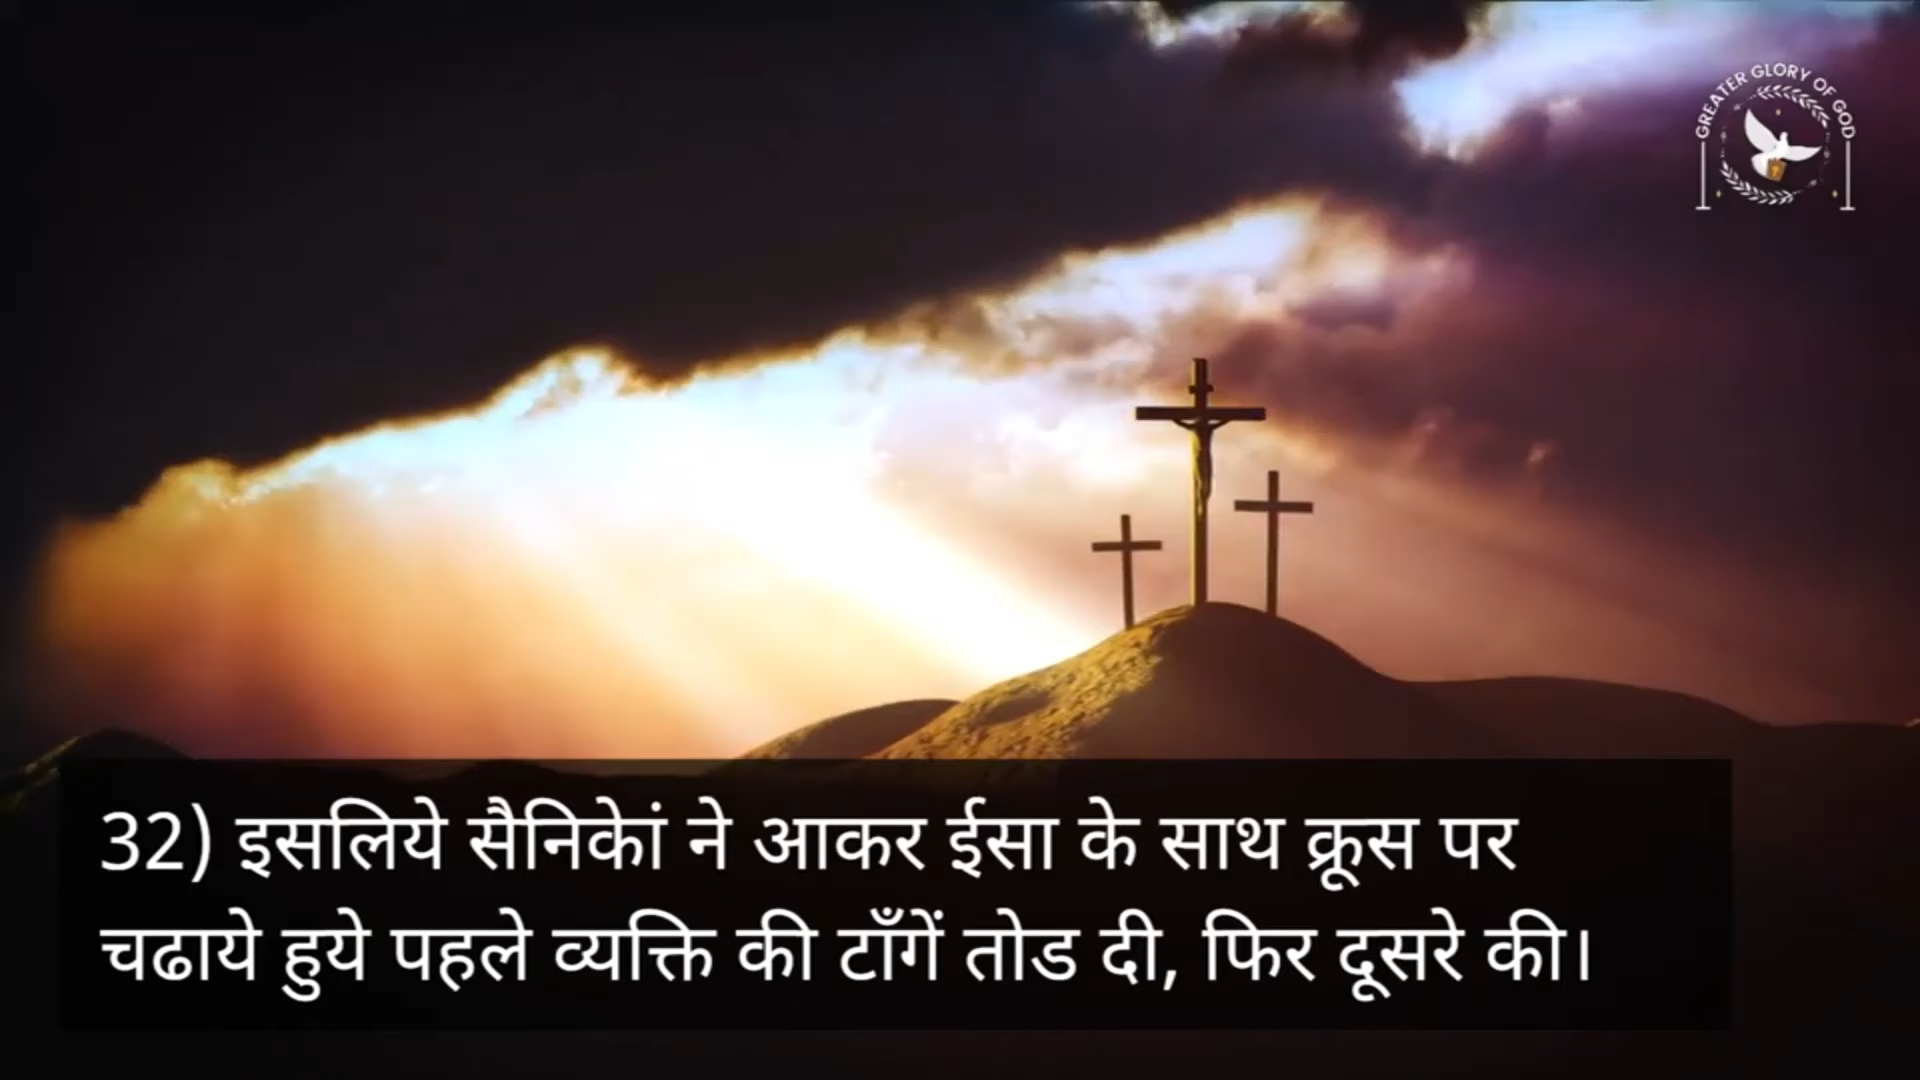 GREATER GLORY OF GOD
32) इसलिये सैनिकेां ने आकर ईसा के साथ क्रूस पर
चढाये हुये पहले व्यक्ति की टाँगें तोड दी, फिर दूसरे की।